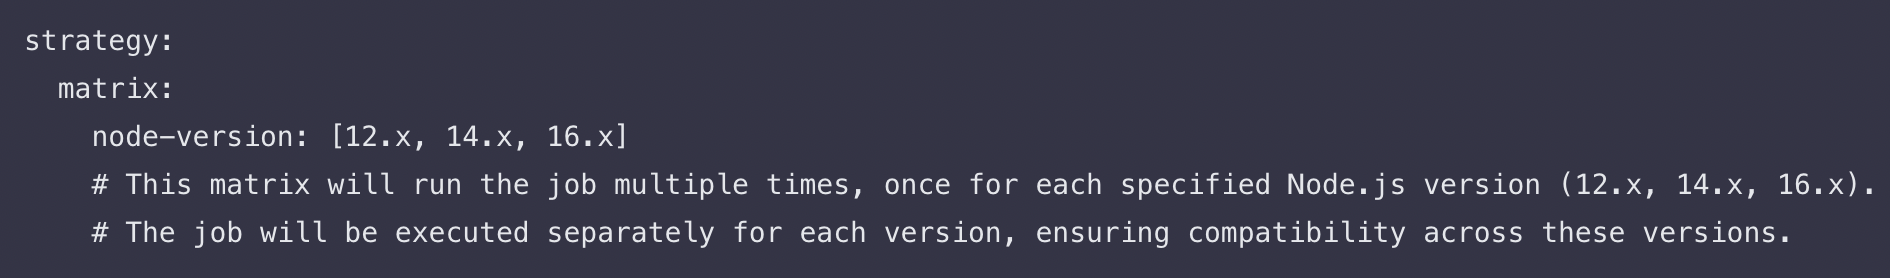 strategy:
  matrix:
    node-version: [12.x, 14.x, 16.x]
    # This matrix will run the job multiple times, once for each specified Node.js version (12.x, 14.x, 16.x).
    # The job will be executed separately for each version, ensuring compatibility across these versions.